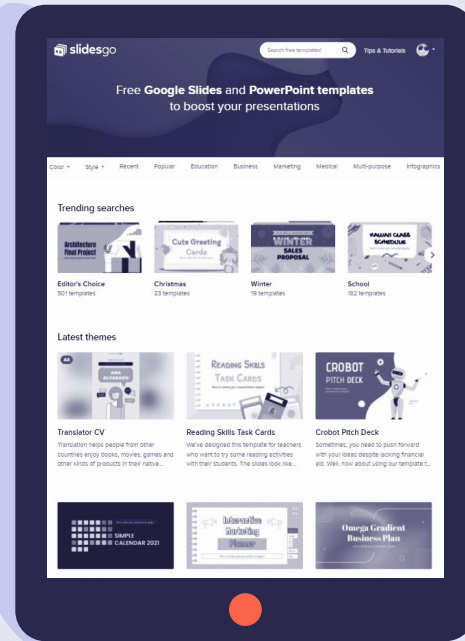 slidesgo
Search free templates!
Tips & Tutorials
Free Google Slides and PowerPoint templates
to boost your presentations
Color
Style
Recent
Popular
Education
Business
Marketing
Medical
Multi-purpose
Infographics
Trending searches
Architecture
Final Project
Cute Greeting
Cards
WINTER
SALES
PROPOSAL
KAWAII CLASS
SCHEDULE
Editor's Choice
501 templates
Christmas
23 templates
Winter
19 templates
School
182 templates
Latest themes
A4
ANA
ALVARADO
READING SKILLS
TASK CARDS
CROBOT
PITCH DECK
Translator CV
Translation helps people from other
countries enjoy books, movies, games and
other kinds of products in their native...
Reading Skills Task Cards
We've designed this template for teachers
who want to try some reading activities
with their students. The slides look like...
Crobot Pitch Deck
Sometimes, you need to push forward
with your ideas despite lacking financial
aid. Well, how about using our template t...
SIMPLE
CALENDAR 2021
Interactive
Marketing
Planner
Omega Gradient
Business Plan